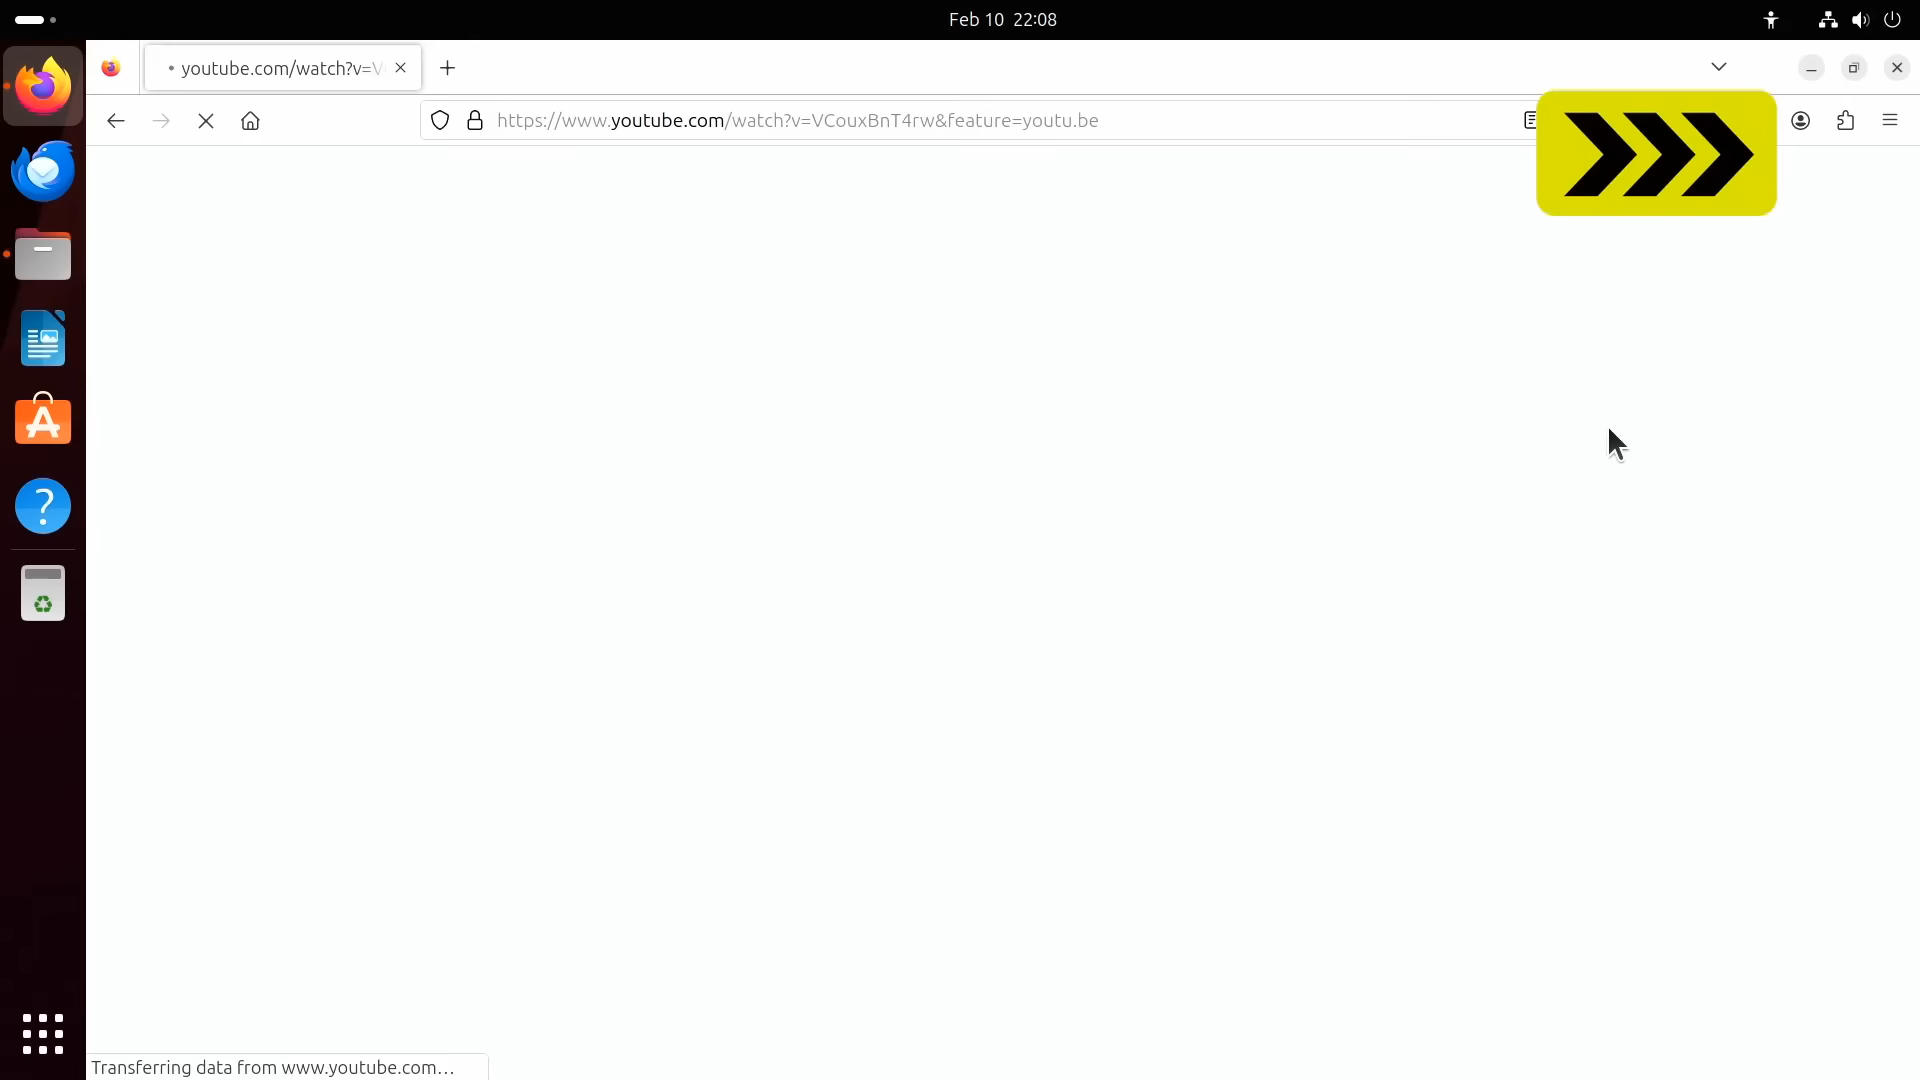 Feb 10 22:08
youtube.com/watch?v=V
https://www.youtube.com/watch?v=VCouxBnT4rw&feature=youtu.be
Transferring data from www.youtube.com...